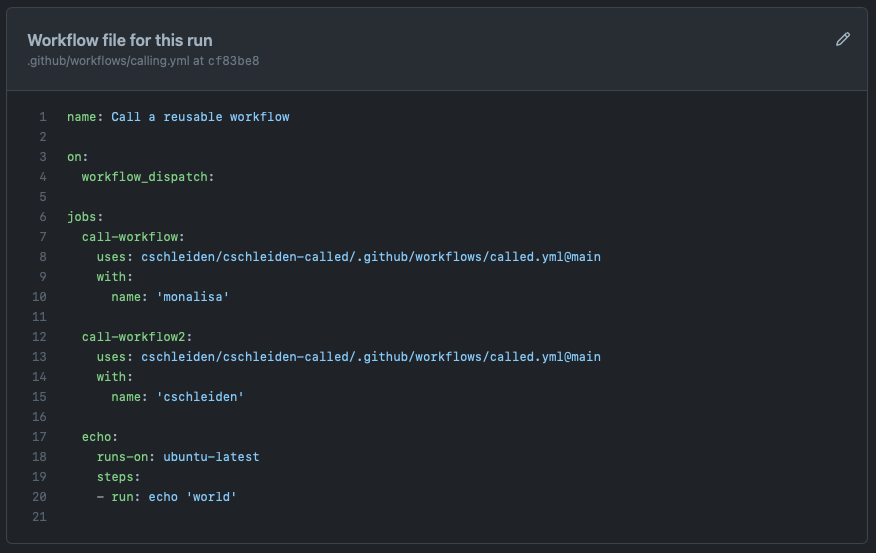 Workflow file for this run
.github/workflows/calling.yml at cf83be8
1 name: Call a reusable workflow
2
3 on:
4   workflow_dispatch:
5
6 jobs:
7   call-workflow:
8     uses: cschleiden/cschleiden-called/.github/workflows/called.yml@main
9     with:
10       name: 'monalisa'
11
12   call-workflow2:
13     uses: cschleiden/cschleiden-called/.github/workflows/called.yml@main
14     with:
15       name: 'cschleiden'
16
17   echo:
18     runs-on: ubuntu-latest
19     steps:
20     - run: echo 'world'
21